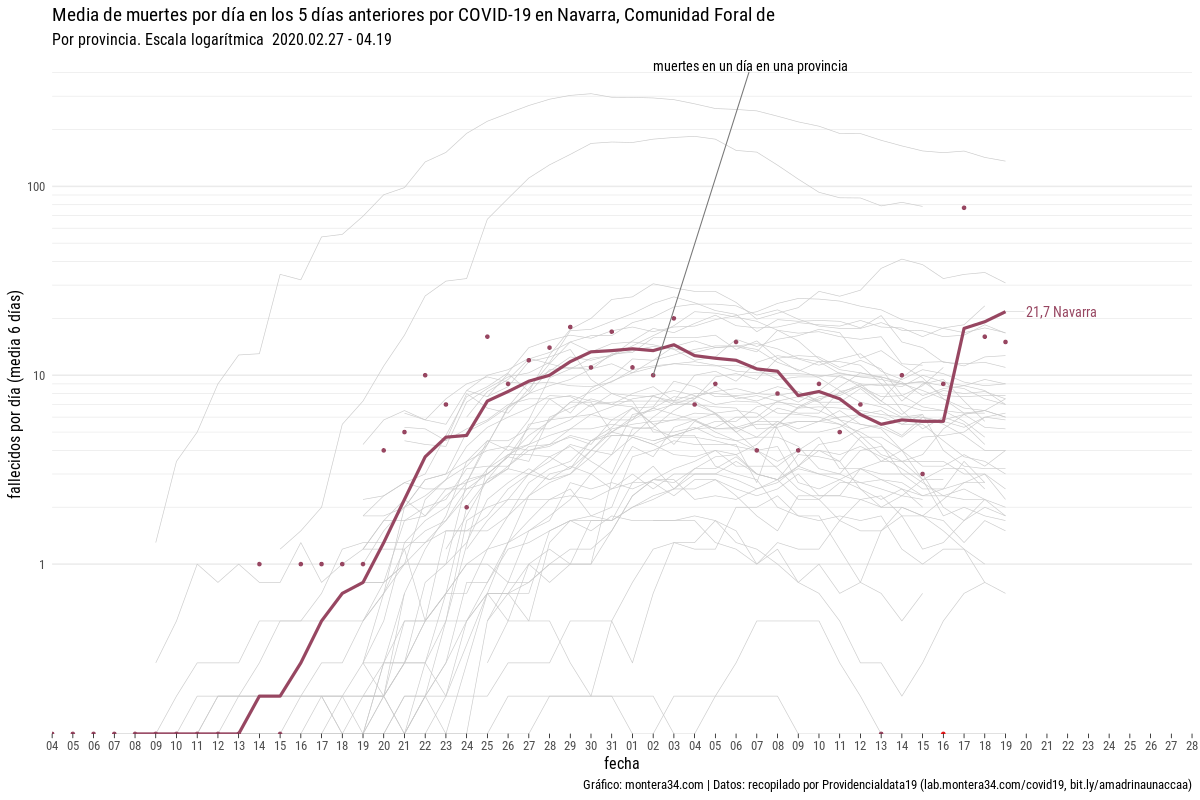 Media de muertes por día en los 5 días anteriores por COVID-19 en Navarra, Comunidad Foral de
Por provincia. Escala logarítmica 2020.02.27 - 04.19
muertes en un día en una provincia
fallecidos por día (media 6 días)
100
10
1
21,7 Navarra
04 05 06 07 08 09 10 11 12 13 14 15 16 17 18 19 20 21 22 23 24 25 26 27 28 29 30 31 01 02 03 04 05 06 07 08 09 10 11 12 13 14 15 16 17 18 19 20 21 22 23 24 25 26 27 28
fecha
Gráfico: montera34.com | Datos: recopilado por Providencialdata19 (lab.montera34.com/covid19, bit.ly/amadrinaunaccaa)